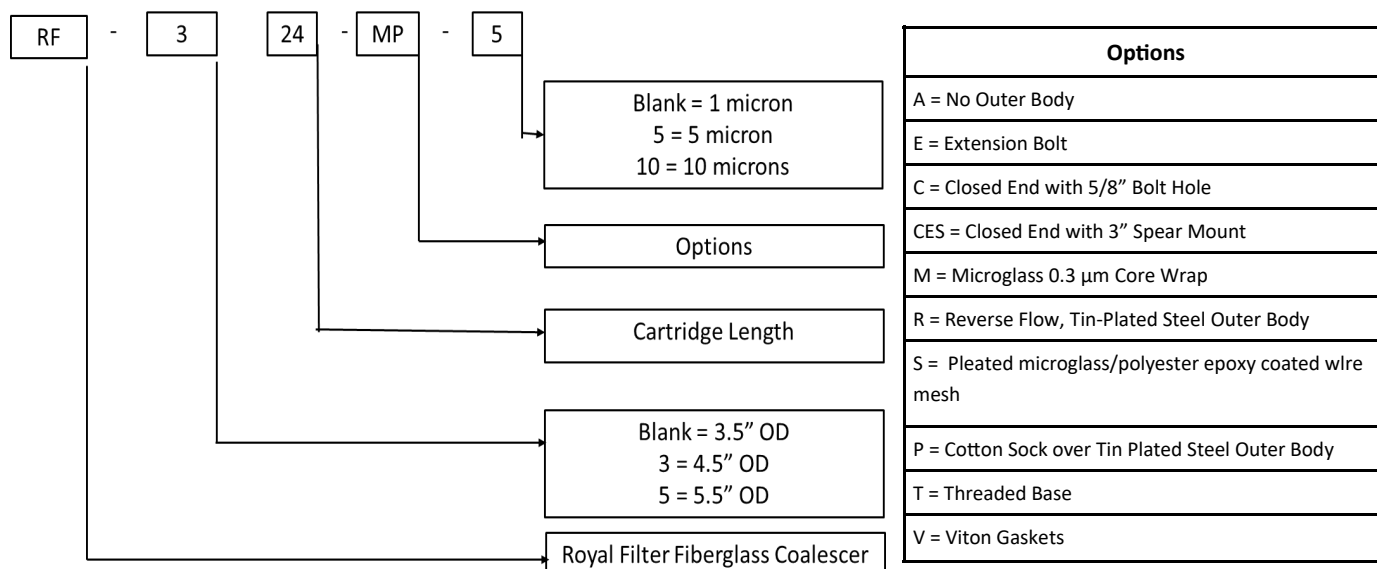 RF - 3 24 - MP - 5
Blank = 1 micron
5 = 5 micron
10 = 10 microns
Options
Cartridge Length
Blank = 3.5” OD
3 = 4.5” OD
5 = 5.5” OD
Royal Filter Fiberglass Coalescer
Options
A = No Outer Body
E = Extension Bolt
C = Closed End with 5/8” Bolt Hole
CES = Closed End with 3” Spear Mount
M = Microglass 0.3 µm Core Wrap
R = Reverse Flow, Tin-Plated Steel Outer Body
S = Pleated microglass/polyester epoxy coated wIre
mesh
P = Cotton Sock over Tin Plated Steel Outer Body
T = Threaded Base
V = Viton Gaskets